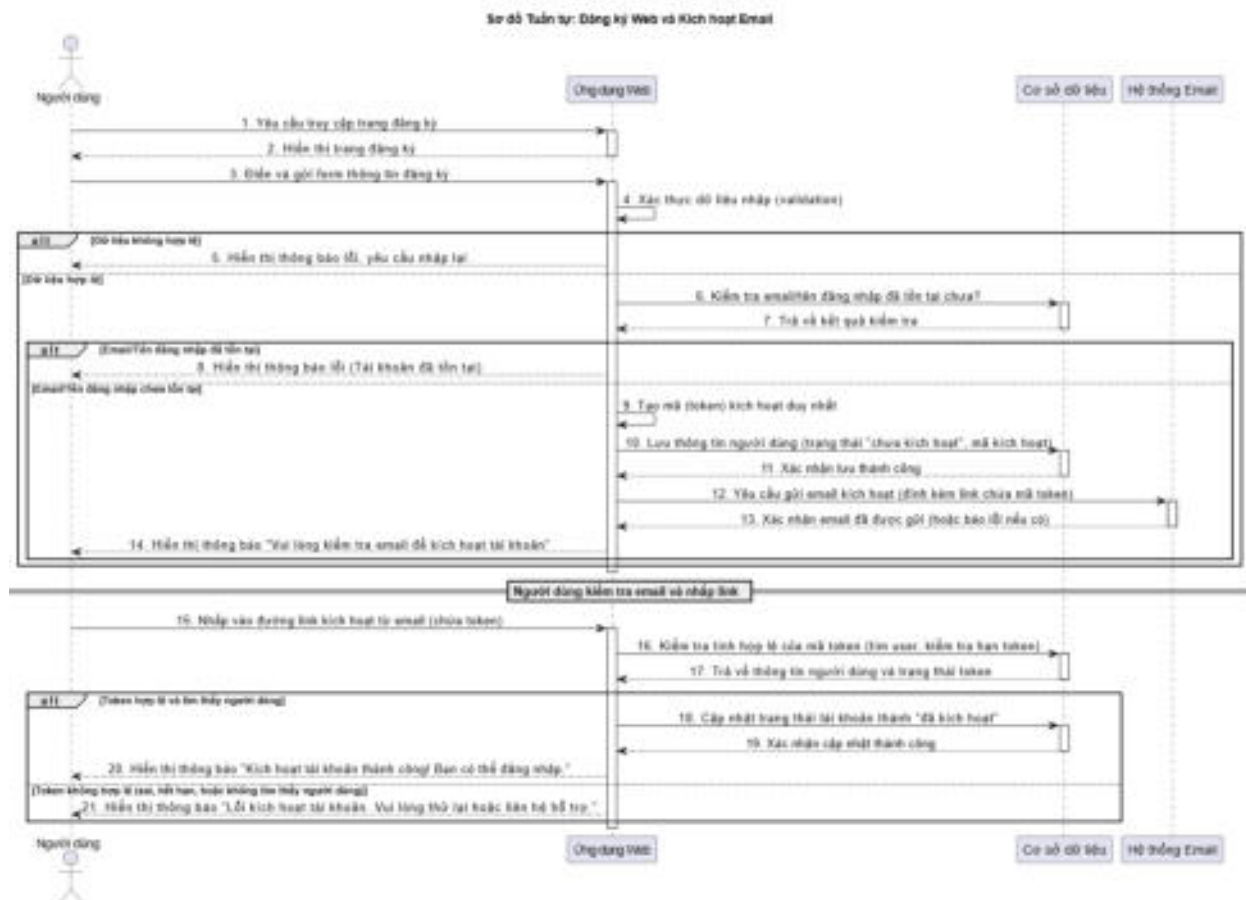 Sơ đồ Tuần tự: Đăng ký Web và Kích hoạt Email
Người dùng
Ứng dụng Web
Cơ sở dữ liệu
Hệ thống Email
1. Yêu cầu truy cập trang đăng ký
2. Hiển thị trang đăng ký
3. Điền và gửi form thông tin đăng ký
4. Xác thực dữ liệu nhập (validation)
alt [Dữ liệu không hợp lệ]
5. Hiển thị thông báo lỗi, yêu cầu nhập lại
[Dữ liệu hợp lệ]
6. Kiểm tra email/tên đăng nhập đã tồn tại chưa?
7. Trả về kết quả kiểm tra
alt [Email/Tên đăng nhập đã tồn tại]
8. Hiển thị thông báo lỗi (Tài khoản đã tồn tại)
[Email/Tên đăng nhập chưa tồn tại]
9. Tạo mã (token) kích hoạt duy nhất
10. Lưu thông tin người dùng (trạng thái "chưa kích hoạt", mã kích hoạt)
11. Xác nhận lưu thành công
12. Yêu cầu gửi email kích hoạt (đính kèm link chứa mã token)
13. Xác nhận email đã được gửi (hoặc báo lỗi nếu có)
14. Hiển thị thông báo "Vui lòng kiểm tra email để kích hoạt tài khoản"
Người dùng kiểm tra email và nhấp link
15. Nhấp vào đường link kích hoạt từ email (chứa token)
16. Kiểm tra tính hợp lệ của mã token (tìm user, kiểm tra hạn token)
17. Trả về thông tin người dùng và trạng thái token
alt [Token hợp lệ và tìm thấy người dùng]
18. Cập nhật trạng thái tài khoản thành "đã kích hoạt"
19. Xác nhận cập nhật thành công
20. Hiển thị thông báo "Kích hoạt tài khoản thành công! Bạn có thể đăng nhập."
[Token không hợp lệ (sai, hết hạn, hoặc không tìm thấy người dùng)]
21. Hiển thị thông báo "Lỗi kích hoạt tài khoản. Vui lòng thử lại hoặc liên hệ hỗ trợ."
Người dùng
Ứng dụng Web
Cơ sở dữ liệu
Hệ thống Email